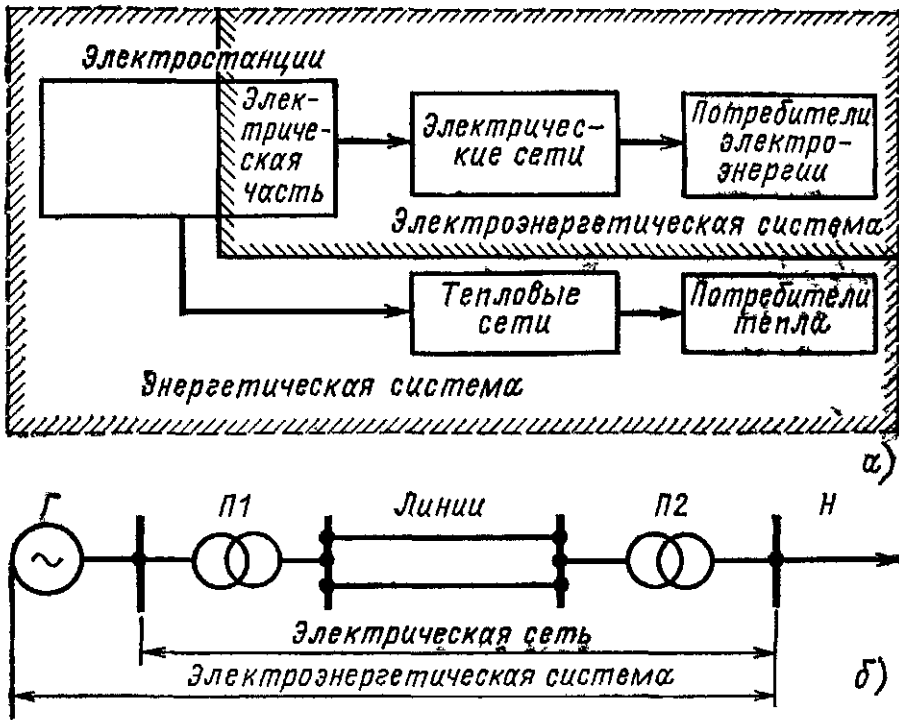 Электростанции
Элек-
триче-
ская
часть
Электричес-
кие сети
Потребители
электро-
энергии
Электроэнергетическая система
Тепловые
сети
Потребители
тепла
Энергетическая система
а)
Г
П1
Линии
П2
Н
Электрическая сеть
Электроэнергетическая система
б)